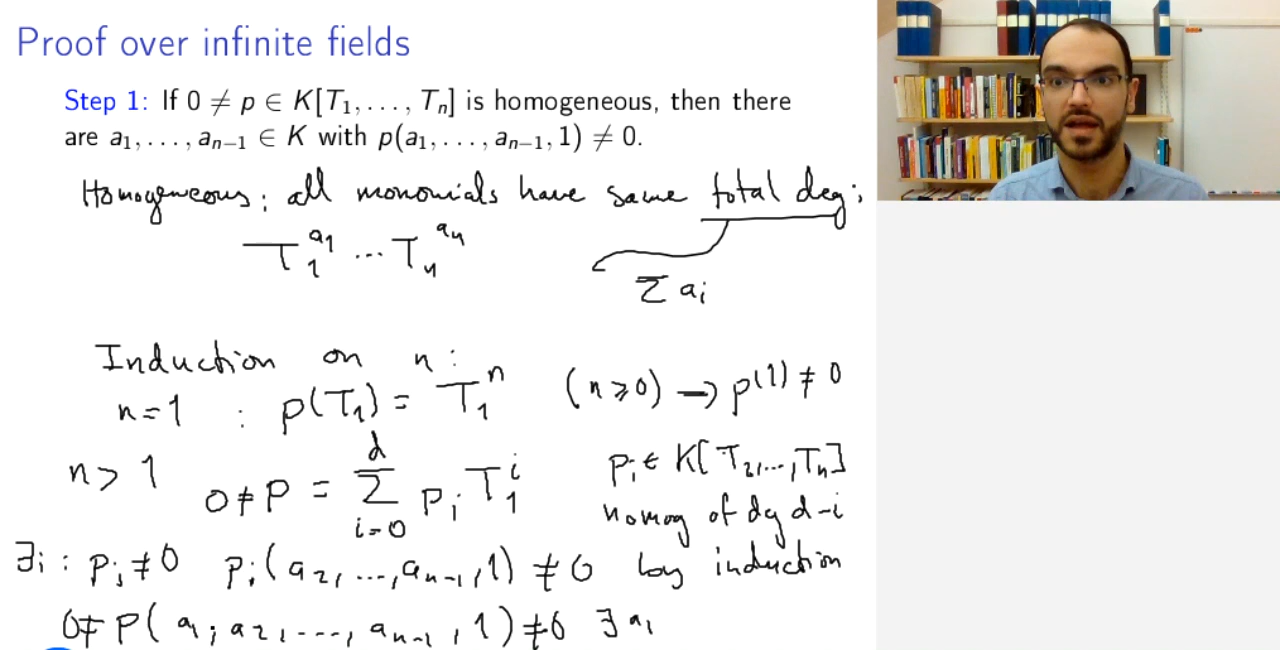 Proof over infinite fields
Step 1: If 0 ≠ p ∈ K[T₁, . . . , Tₙ] is homogeneous, then there
are a₁, . . . , aₙ₋₁ ∈ K with p(a₁, . . . , aₙ₋₁, 1) ≠ 0.
Homogeneous: all monomials have same total deg;
T₁^{a₁} ... Tₙ^{aₙ}
Σ aᵢ
Induction on n:
n=1 : p(T₁) = T₁ⁿ (n ≥ 0) → p(1) ≠ 0
n > 1 0 ≠ P = Σ_{i=0}^{d} pᵢ T₁ⁱ pᵢ ∈ K[T₂,...,Tₙ]
homog of deg d-i
∃i : pᵢ ≠ 0 pᵢ(a₂, ..., aₙ₋₁, 1) ≠ 0 by induction
0 ≠ P(a₁; a₂, ..., aₙ₋₁, 1) ≠ 0 ∃ a₁